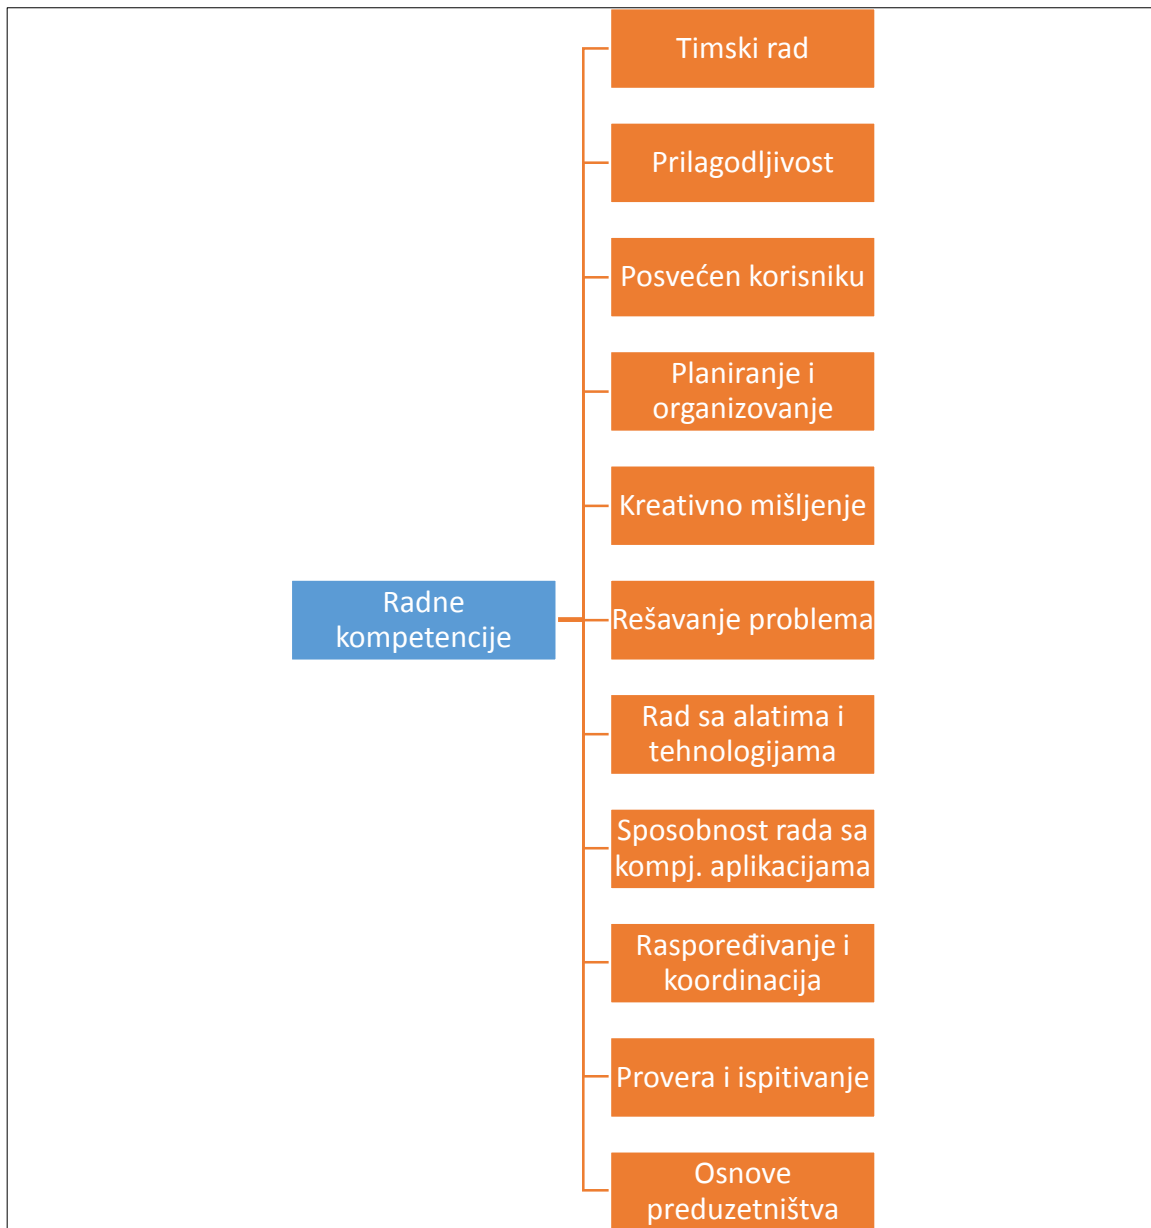 Timski rad
Prilagodljivost
Posvećen korisniku
Planiranje i
organizovanje
Kreativno mišljenje
Radne
kompetencije
Rešavanje problema
Rad sa alatima i
tehnologijama
Sposobnost rada sa
kompj. aplikacijama
Raspoređivanje i
koordinacija
Provera i ispitivanje
Osnove
preduzetništva